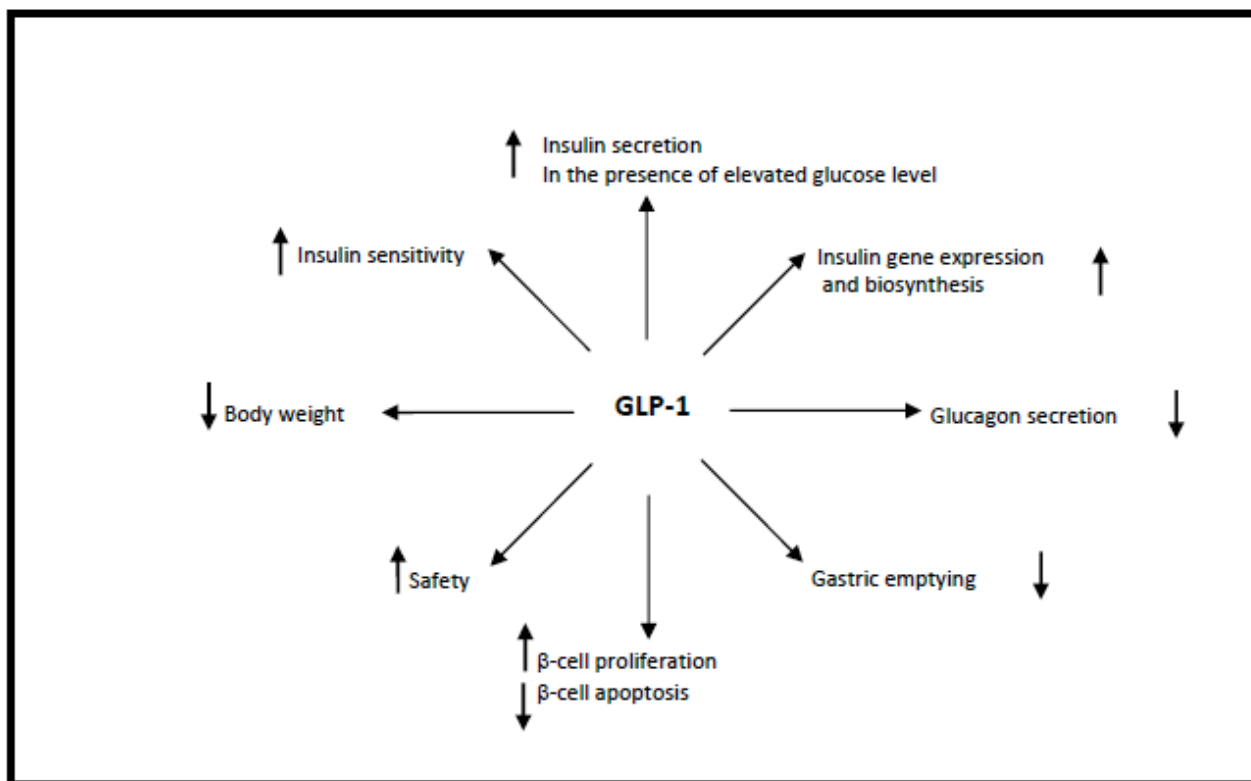 Insulin secretion
In the presence of elevated glucose level
Insulin sensitivity
Insulin gene expression
and biosynthesis
Body weight
GLP-1
Glucagon secretion
Safety
Gastric emptying
β-cell proliferation
β-cell apoptosis